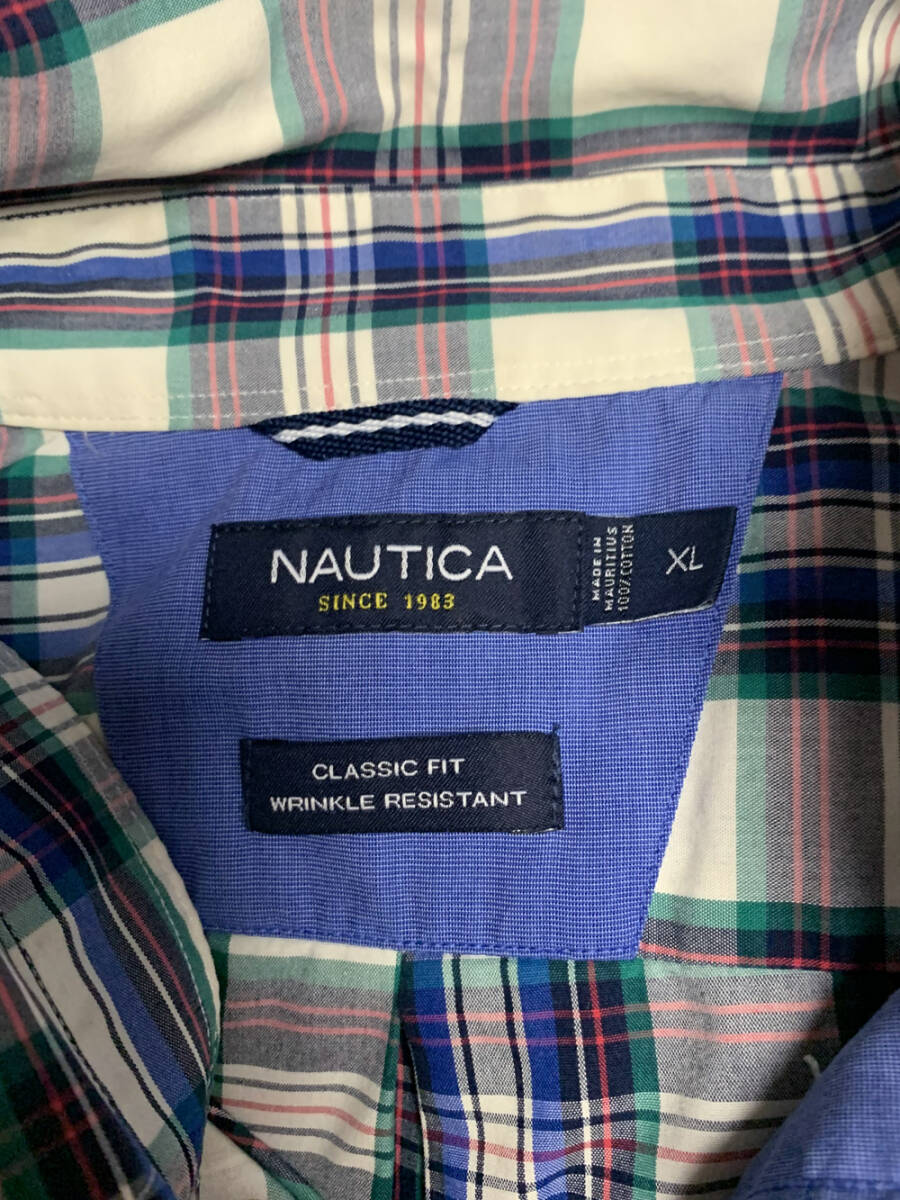 NAUTICA
SINCE 1983
MADE IN
MAURITIUS
100% COTTON
XL
CLASSIC FIT
WRINKLE RESISTANT